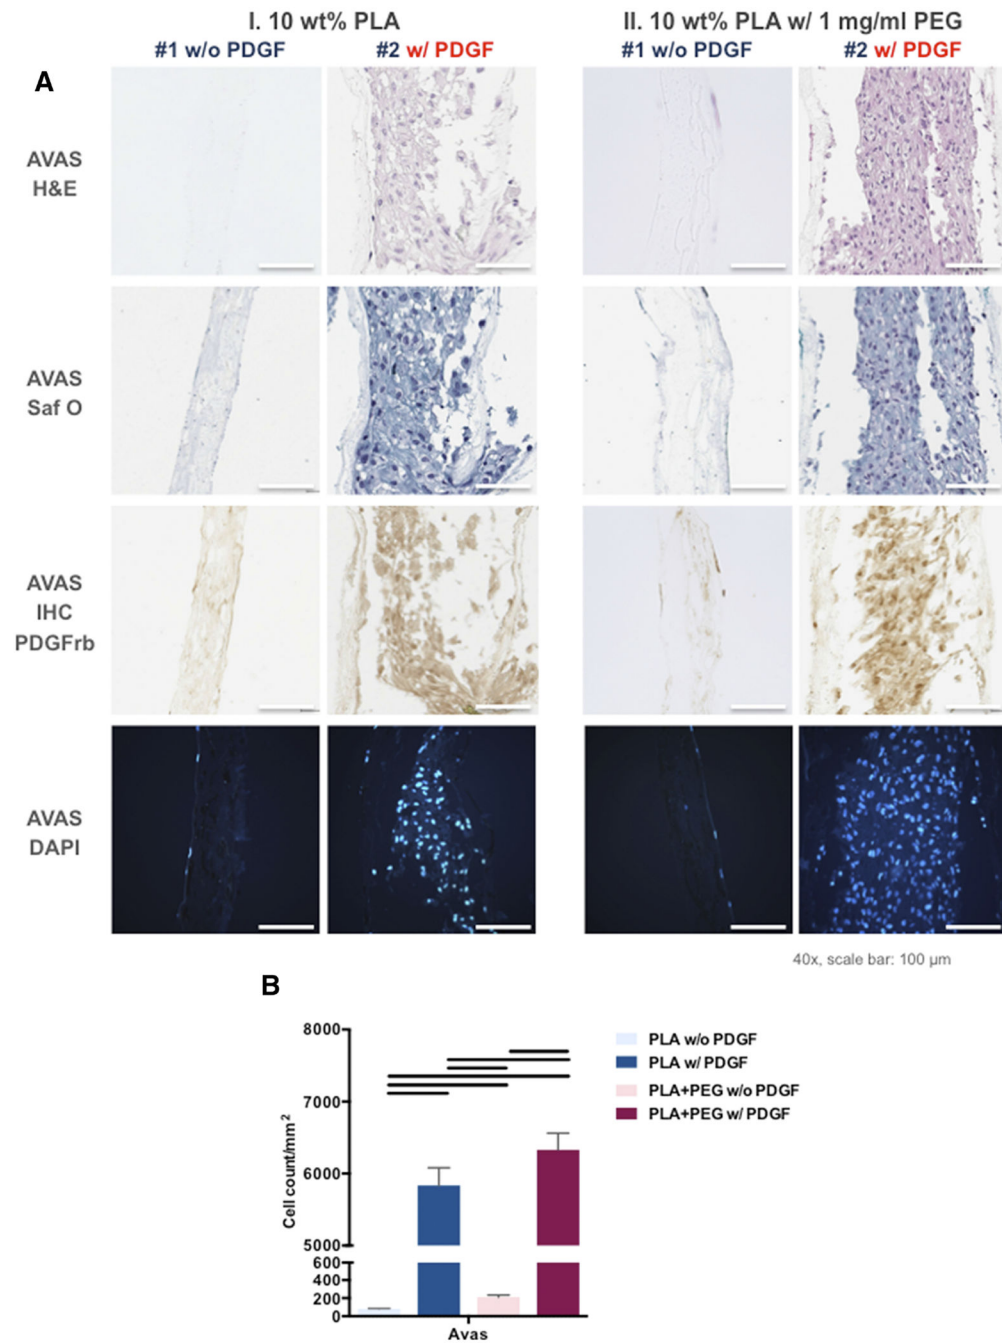 I. 10 wt% PLA
II. 10 wt% PLA w/ 1 mg/ml PEG
#1 w/o PDGF
#2 w/ PDGF
#1 w/o PDGF
#2 w/ PDGF
A
AVAS
H&E
AVAS
Saf O
AVAS
IHC
PDGFrb
AVAS
DAPI
40x, scale bar: 100 µm
B
Cell count/mm²
8000
7000
6000
5000
600
400
200
0
Avas
PLA w/o PDGF
PLA w/ PDGF
PLA+PEG w/o PDGF
PLA+PEG w/ PDGF